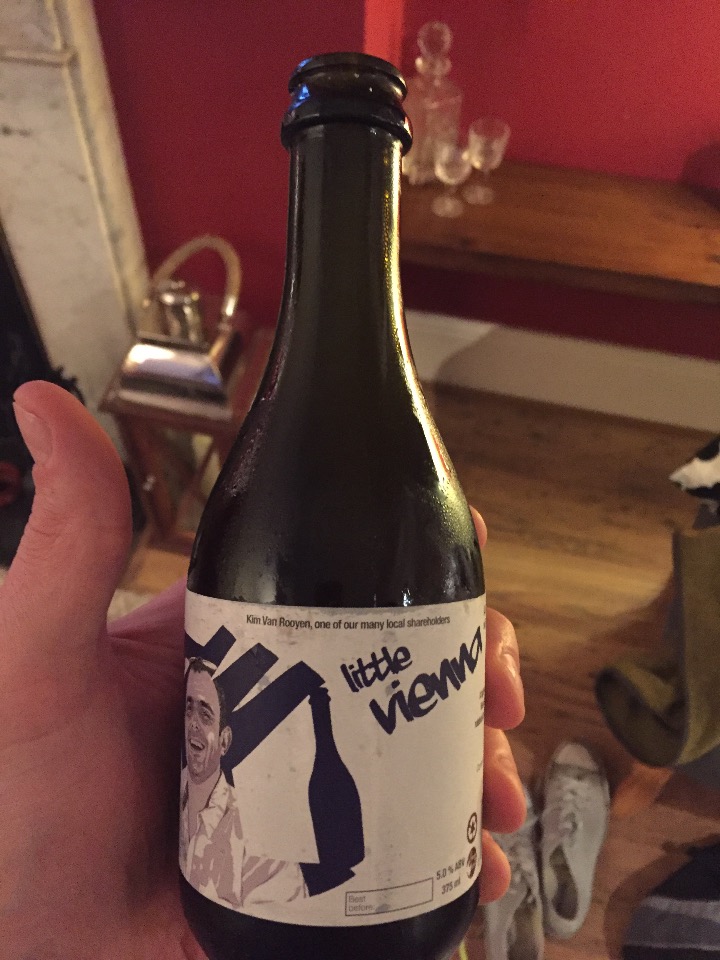 Kim Van Rooyen, one of our many local shareholders
little
vienna
5.0 % ABV
375 ml
Best
before: